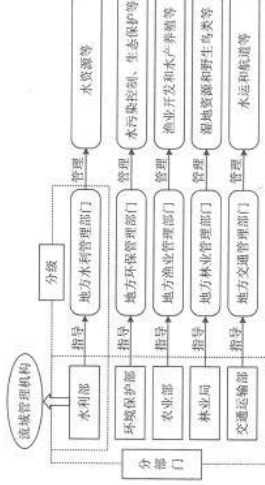 流域管理机构
分级
分部门
水利部 指导 地方水利管理部门 管理 水资源等
环境保护部 指导 地方环保管理部门 管理 水污染控制、生态保护等
农业部 指导 地方渔业管理部门 管理 渔业开发和水产养殖等
林业局 指导 地方林业管理部门 管理 湿地资源和野生鸟类等
交通运输部 指导 地方交通管理部门 管理 水运和航道等